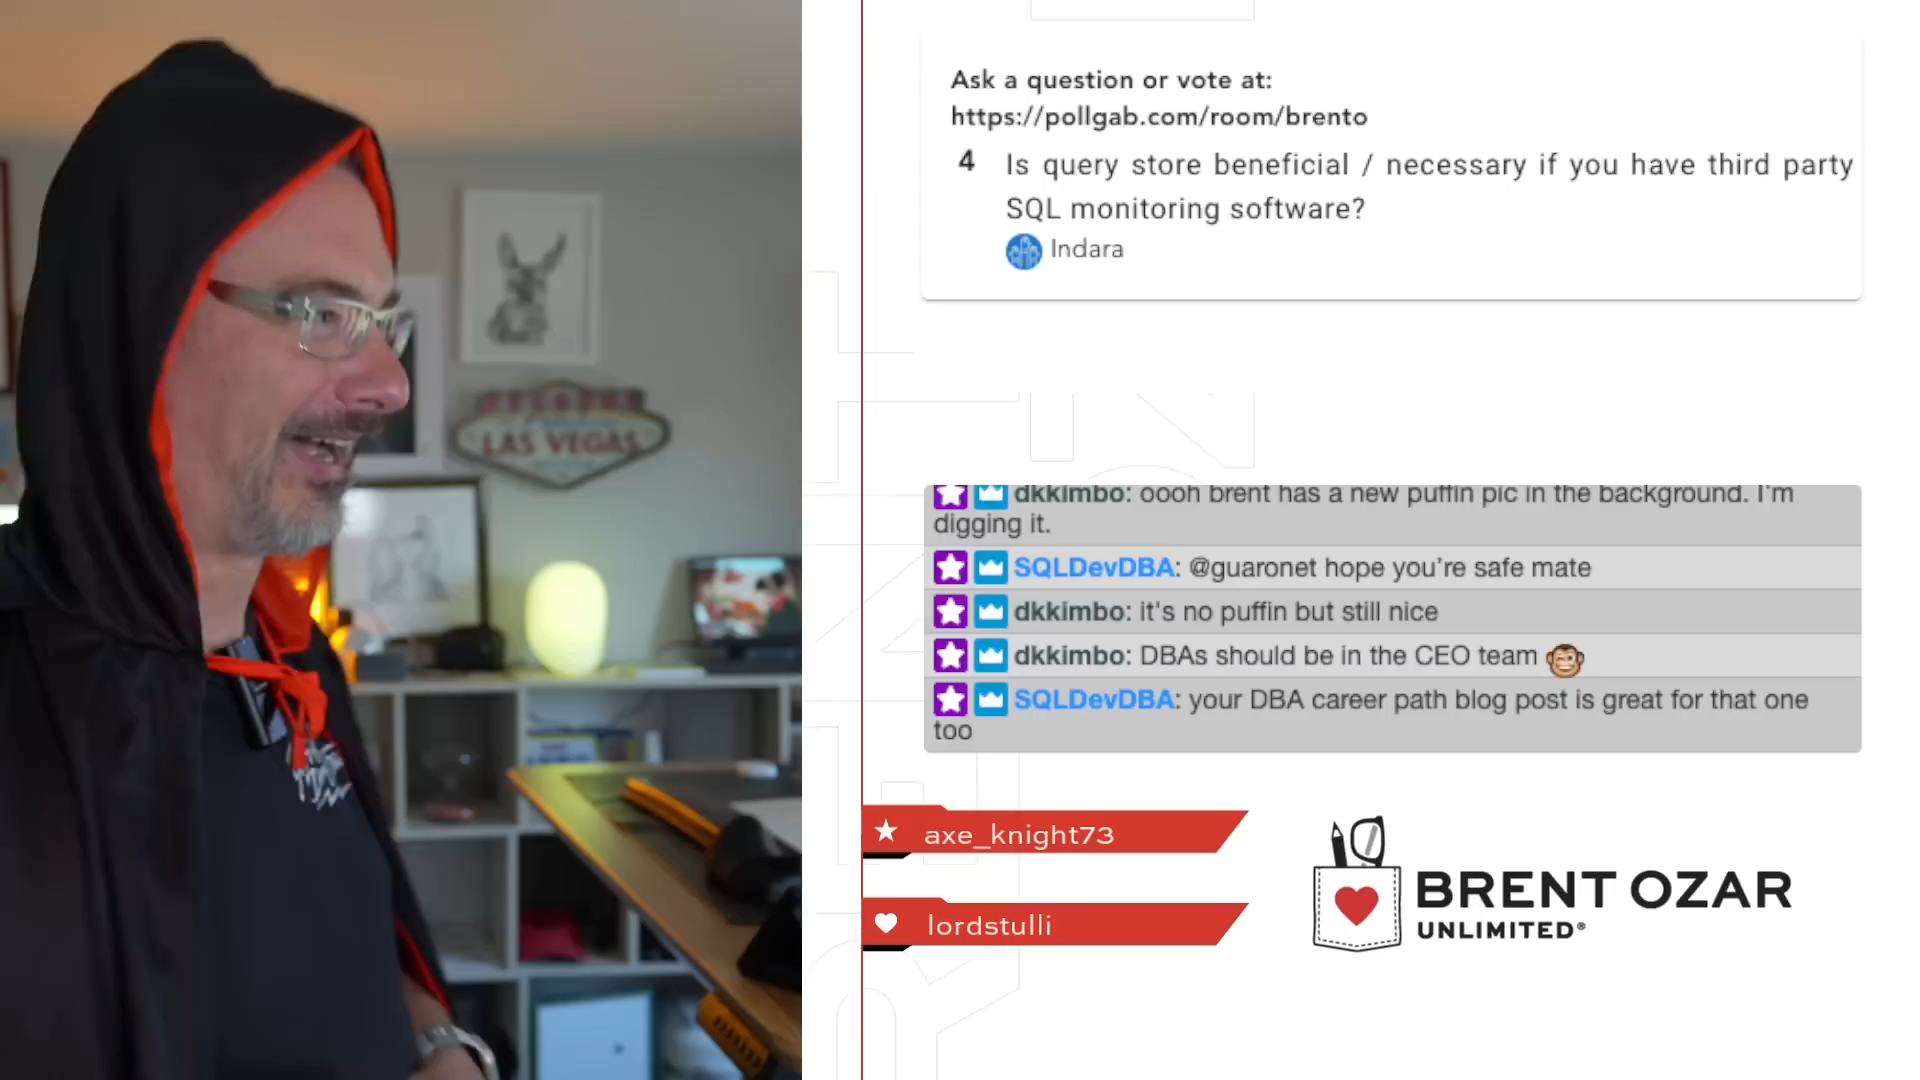 Ask a question or vote at:
https://pollgab.com/room/brento
4 Is query store beneficial / necessary if you have third party
SQL monitoring software?
Indara
dkkimbo: oooh brent has a new puffin pic in the background. I'm
digging it.
SQLDevDBA: @guaronet hope you're safe mate
dkkimbo: it's no puffin but still nice
dkkimbo: DBAs should be in the CEO team
SQLDevDBA: your DBA career path blog post is great for that one
too
axe_knight73
lordstulli
BRENT OZAR
UNLIMITED®
LAS VEGAS